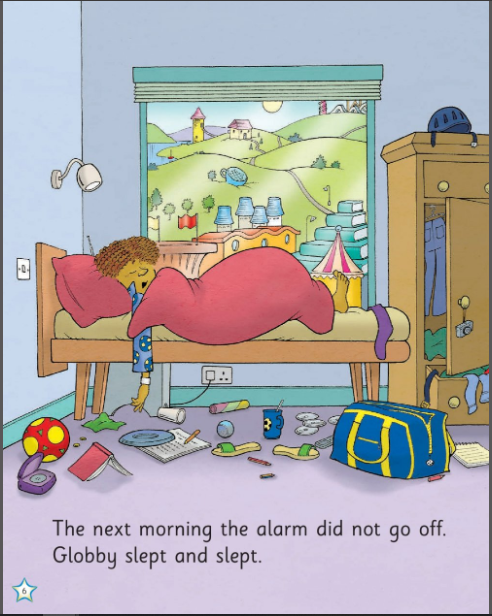 The next morning the alarm did not go off.
Globby slept and slept.
6